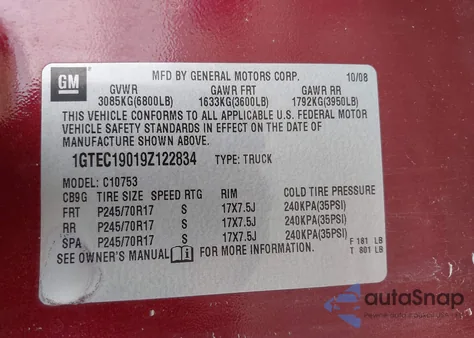 GM
MFD BY GENERAL MOTORS CORP. 10/08
GVWR GAWR FRT GAWR RR
3085KG(6800LB) 1633KG(3600LB) 1792KG(3950LB)
THIS VEHICLE CONFORMS TO ALL APPLICABLE U.S. FEDERAL MOTOR
VEHICLE SAFETY STANDARDS IN EFFECT ON THE DATE OF
MANUFACTURE SHOWN ABOVE.
1GTEC19019Z122834 TYPE: TRUCK
MODEL: C10753
CB9G TIRE SIZE SPEED RTG RIM COLD TIRE PRESSURE
FRT P245/70R17 S 17X7.5J 240KPA(35PSI)
RR P245/70R17 S 17X7.5J 240KPA(35PSI)
SPA P245/70R17 S 17X7.5J 240KPA(35PSI)
SEE OWNER'S MANUAL FOR MORE INFORMATION.
F 181 LB
T 801 LB
autoSnap